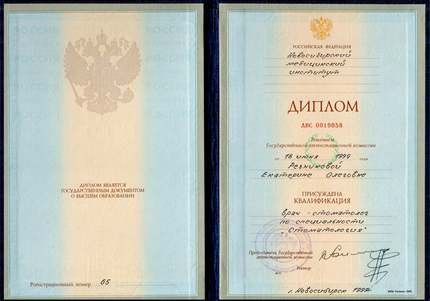 ДИПЛОМ ЯВЛЯЕТСЯ
ГОСУДАРСТВЕННЫМ ДОКУМЕНТОМ
О ВЫСШЕМ ОБРАЗОВАНИИ
Регистрационный номер 65
РОССИЙСКАЯ ФЕДЕРАЦИЯ
Новосибирский
медицинский
институт
ДИПЛОМ
ДВС 0019058
Решением
Государственной аттестационной комиссии
от 18 июня 1999 года
Резниковой
Екатерине Олеговне
ПРИСУЖДЕНА
КВАЛИФИКАЦИЯ
Врач-стоматолог
по специальности
"Стоматология"
Председатель Государственной
аттестационной комиссии
Ректор
г. Новосибирск 1999г.